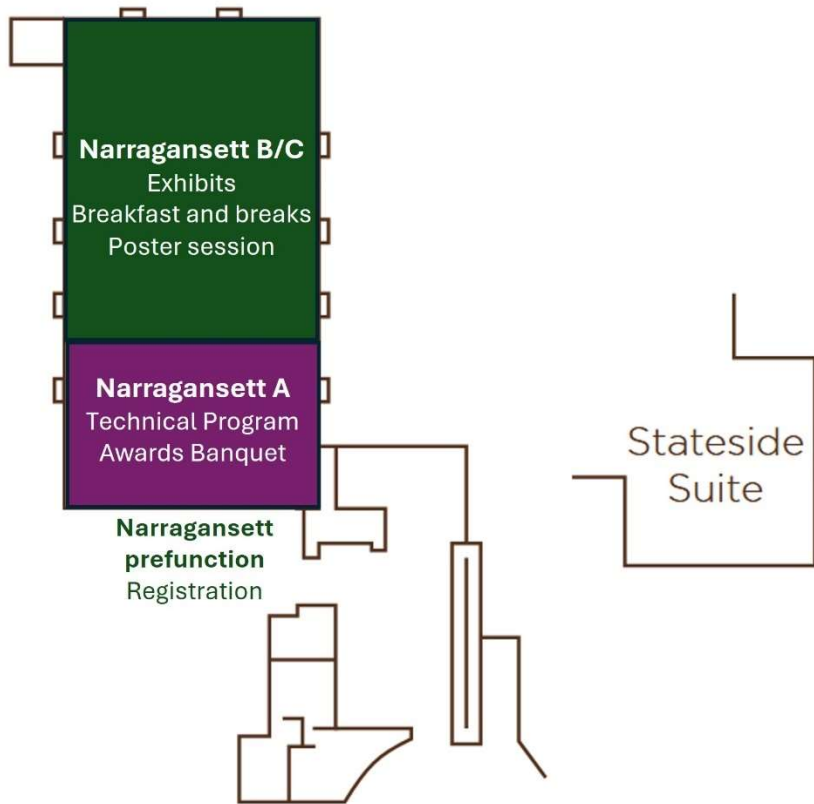 Narragansett B/C
Exhibits
Breakfast and breaks
Poster session
Narragansett A
Technical Program
Awards Banquet
Narragansett
prefunction
Registration
Stateside
Suite